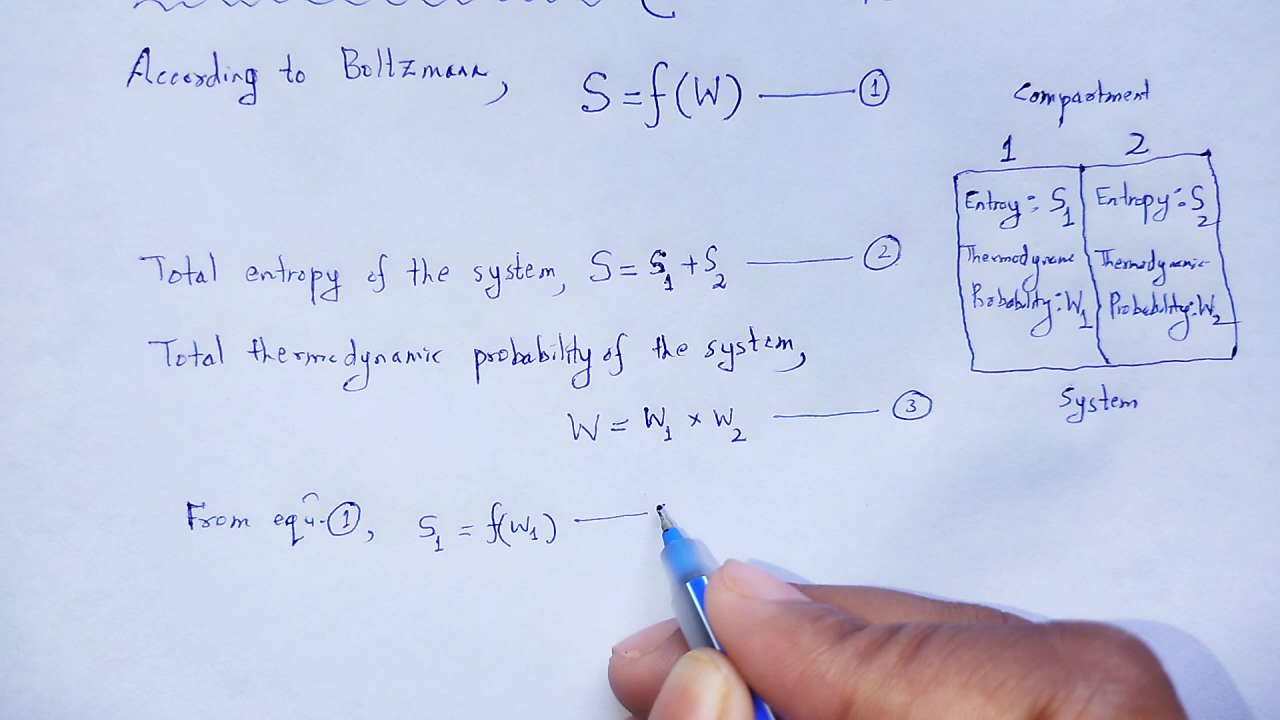 According to Boltzmann, S = f(W) —— ①
Compartment
1 2
Entroy = S₁ Entropy = S₂
Thermodynamic Thermodynamic
Probability = W₁ Probability = W₂
System
Total entropy of the system, S = S₁ + S₂ —— ②
Total thermodynamic probability of the system,
W = W₁ × W₂ —— ③
From equⁿ. ①, S₁ = f(W₁) ——